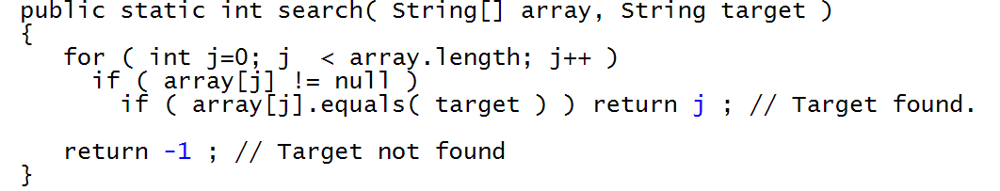 public static int search( String[] array, String target )
{
   for ( int j=0; j  < array.length; j++ )
     if ( array[j] != null )
       if ( array[j].equals( target ) ) return j ; // Target found.

   return -1 ; // Target not found
}